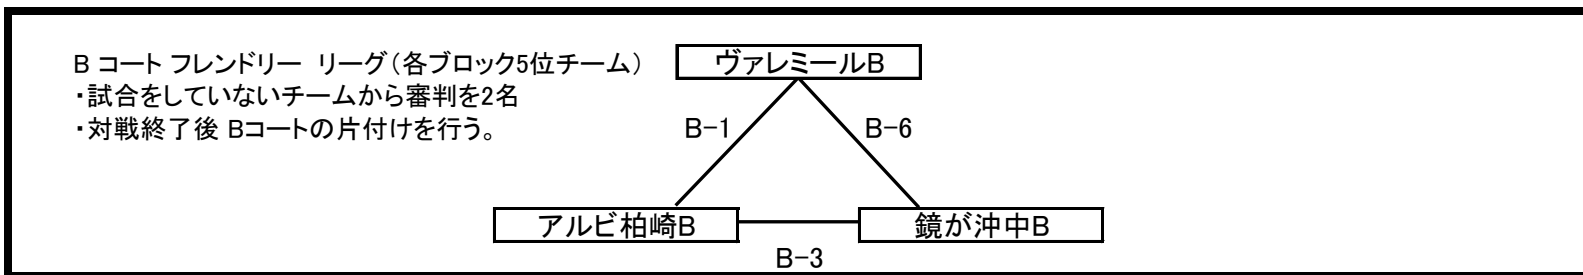 B コート フレンドリー リーグ（各ブロック5位チーム）
・試合をしていないチームから審判を2名
・対戦終了後 Bコートの片付けを行う。
ヴァレミールB
B-1
B-6
アルビ柏崎B
鏡が沖中B
B-3